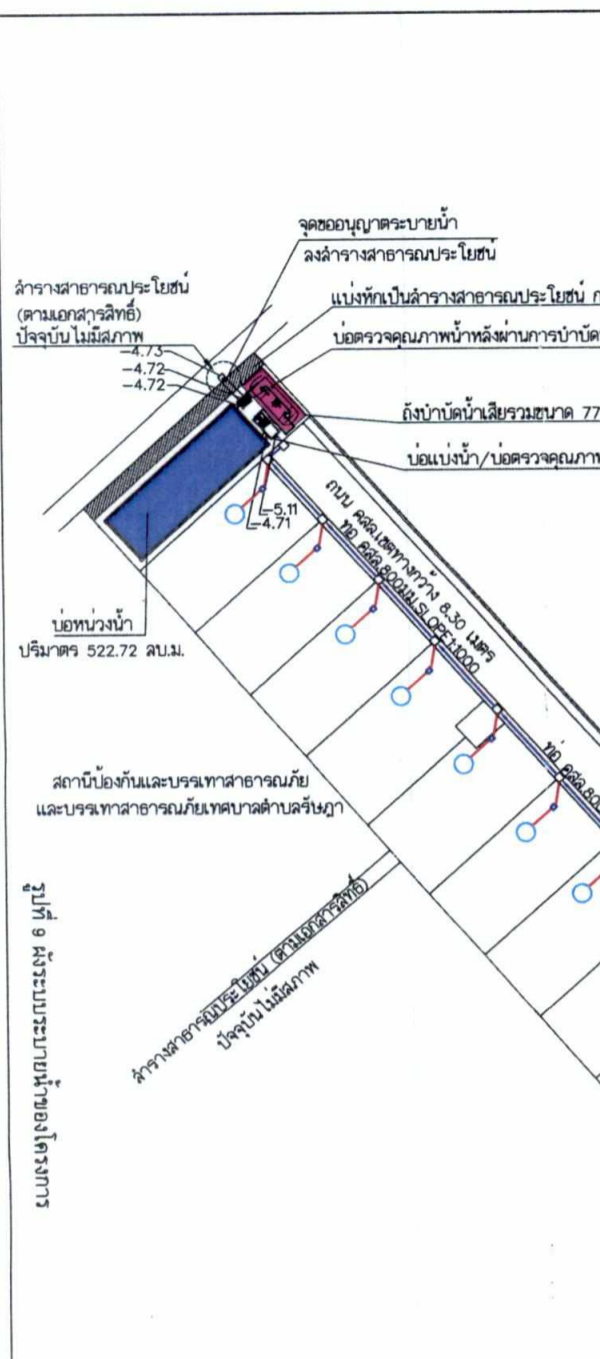 จุดขออนุญาตระบายน้ำ
ลงลำรางสาธารณประโยชน์
ลำรางสาธารณประโยชน์
(ตามเอกสารสิทธิ์)
ปัจจุบันไม่มีสภาพ
แบ่งหักเป็นลำรางสาธารณประโยชน์ ก
-4.73
-4.72
-4.72
บ่อตรวจคุณภาพน้ำหลังผ่านการบำบัด
ถังบำบัดน้ำเสียรวมขนาด 77
บ่อแบ่งน้ำ/บ่อตรวจคุณภาพ
-5.11
-4.71
ถนน คสล.เขตทางกว้าง 8.30 เมตร
ท่อ คสล.800มม.SLOPE1:1000
ท่อ คสล.800
บ่อหน่วงน้ำ
ปริมาตร 522.72 ลบ.ม.
สถานีป้องกันและบรรเทาสาธารณภัย
และบรรเทาสาธารณภัยเทศบาลตำบลรัษฎา
ลำรางสาธารณประโยชน์ (ตามเอกสารสิทธิ์)
ปัจจุบันไม่มีสภาพ
รูปที่ 9 ผังระบบระบายน้ำของโครงการ